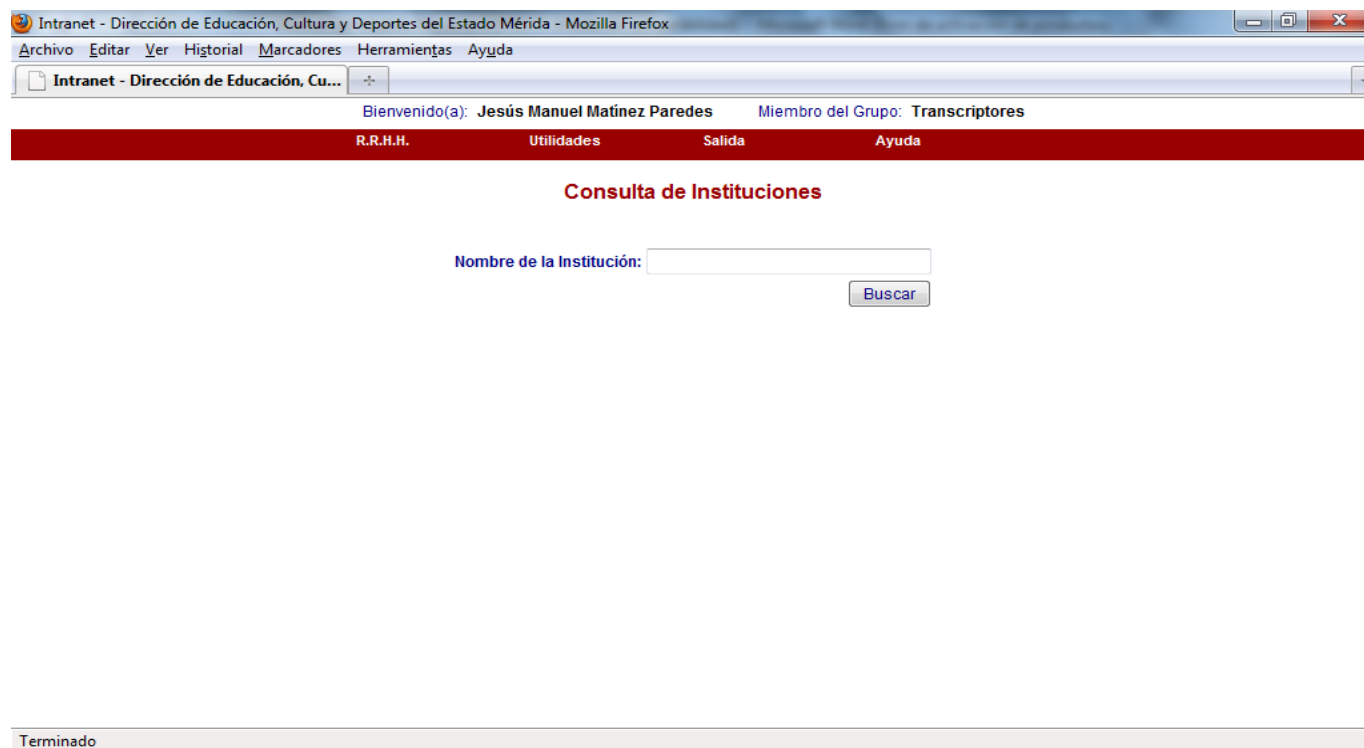 Intranet - Dirección de Educación, Cultura y Deportes del Estado Mérida - Mozilla Firefox
Archivo Editar Ver Historial Marcadores Herramientas Ayuda
Intranet - Dirección de Educación, Cu...
Bienvenido(a): Jesús Manuel Matínez Paredes Miembro del Grupo: Transcriptores
R.R.H.H. Utilidades Salida Ayuda
Consulta de Instituciones
Nombre de la Institución:
Buscar
Terminado